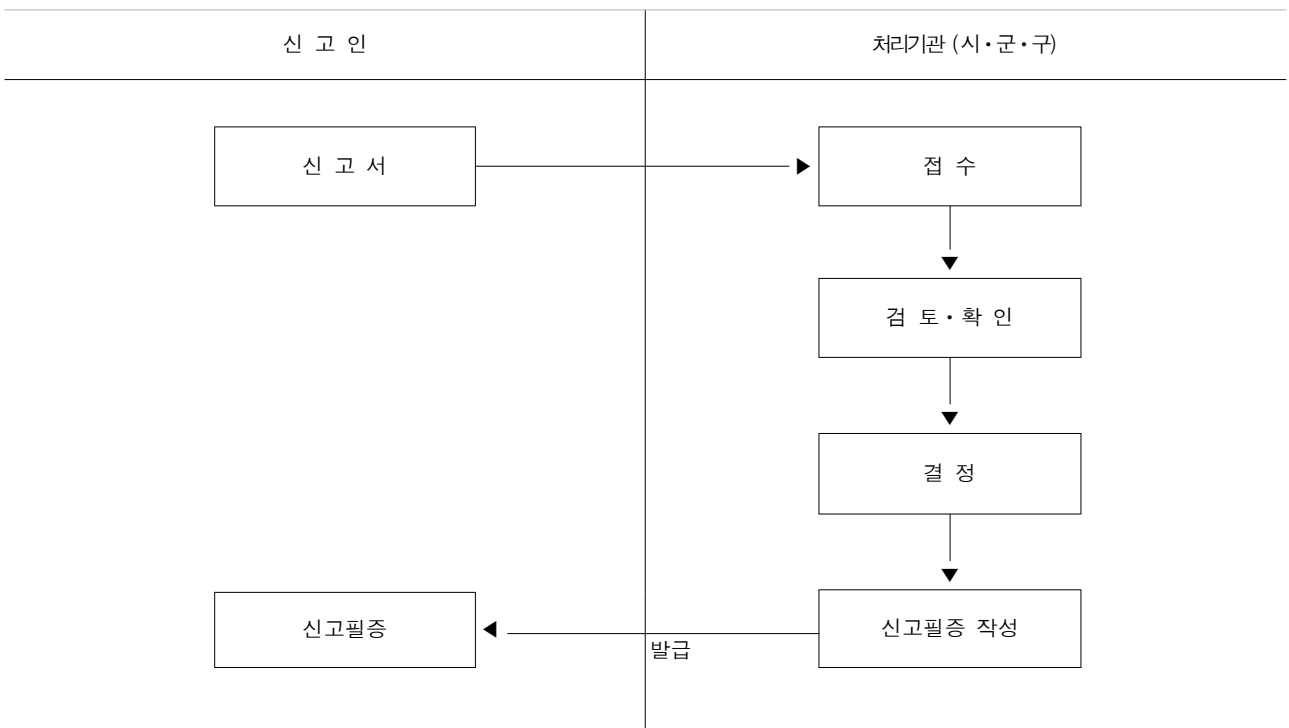 신 고 인
처리기관 (시・군・구)
신 고 서
접 수
검 토・확 인
결 정
신고필증
발급
신고필증 작성